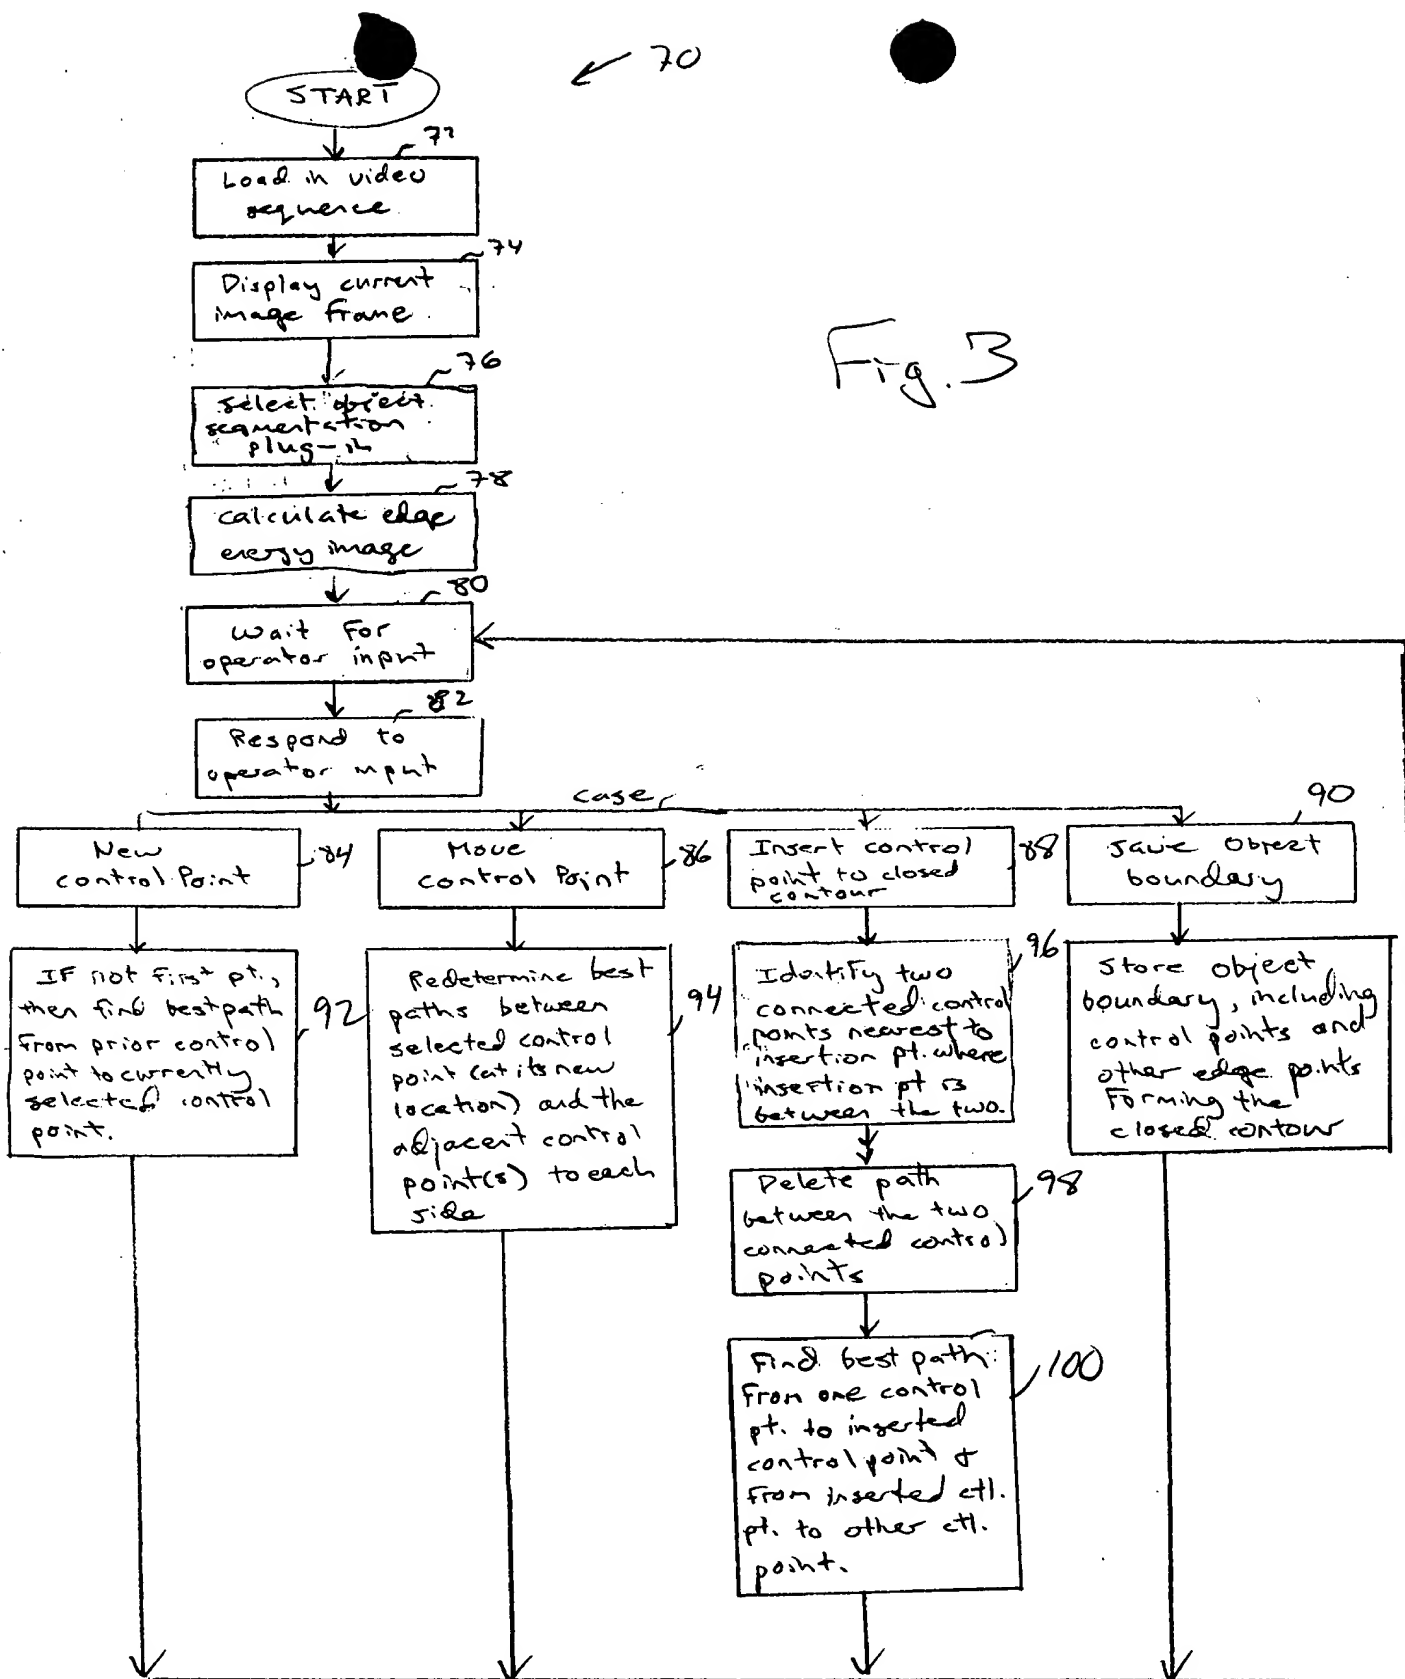 70
START
72
Load in video
sequence
74
Display current
image frame
Fig. 3
76
select object
segmentation
plug-in
78
calculate edge
energy image
80
wait for
operator input
82
Respond to
operator input
case
New
control Point
84
Move
control Point
86
Insert control
point to closed
contour
88
90
Save Object
boundary
IF not first pt.,
then find best path
From prior control
point to currently
selected control
point.
92
Redetermine best
paths between
selected control
point (at its new
location) and the
adjacent control
point(s) to each
side
94
Identify two
connected control
points nearest to
insertion pt. where
insertion pt is
between the two.
96
Store object
boundary, including
control points and
other edge points
Forming the
closed contour
Delete path
between the two
connected control
points
98
Find best path
From one control
pt. to inserted
control point &
From inserted ctl.
pt. to other ctl.
point.
100